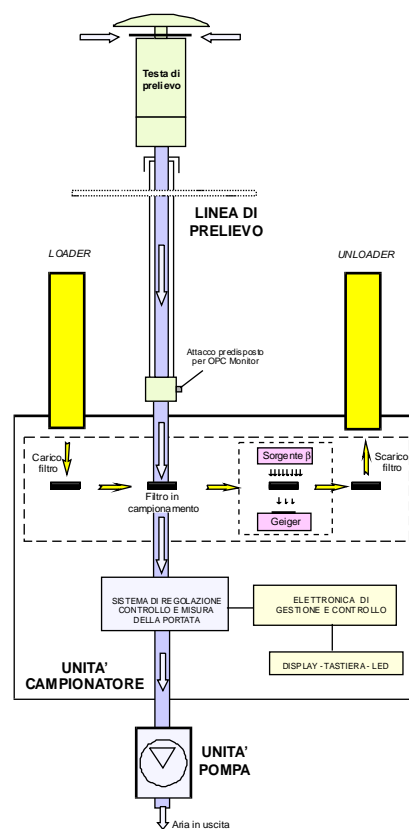 Testa di
prelievo
LINEA DI
PRELIEVO
LOADER
UNLOADER
Attacco predisposto
per OPC Monitor
Carico
filtro
Filtro in
campionamento
Sorgente β
Geiger
Scarico
filtro
SISTEMA DI REGOLAZIONE
CONTROLLO E MISURA
DELLA PORTATA
ELETTRONICA DI
GESTIONE E CONTROLLO
DISPLAY - TASTIERA - LED
UNITA'
CAMPIONATORE
UNITA'
POMPA
Aria in uscita